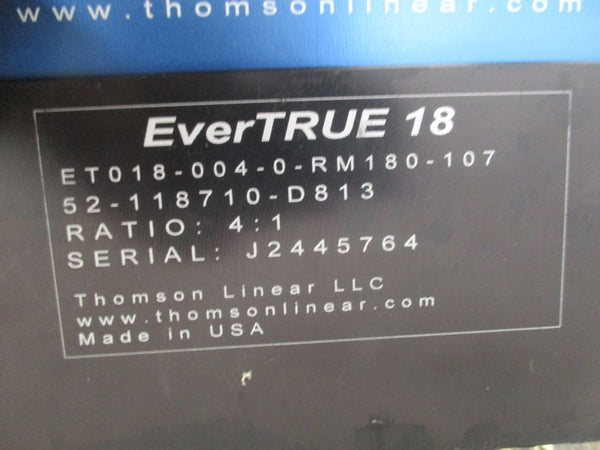 www.thomsonlinear.com
EverTRUE 18
ET018-004-0-RM180-107
52-118710-D813
RATIO: 4:1
SERIAL: J2445764
Thomson Linear LLC
www.thomsonlinear.com
Made in USA